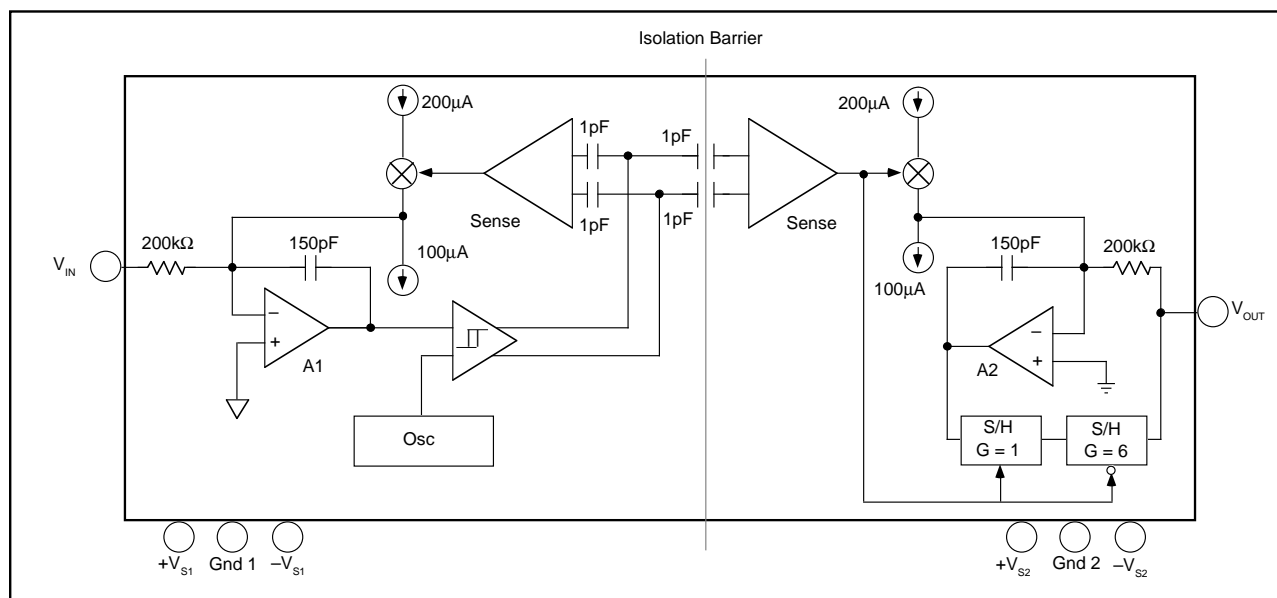 Isolation Barrier
200μA
1pF
1pF
200μA
1pF
1pF
Sense
Sense
200kΩ
150pF
100μA
150pF
200kΩ
100μA
V_IN
V_OUT
–
+
A1
–
+
A2
Osc
S/H
G = 1
S/H
G = 6
+V_S1
Gnd 1
–V_S1
+V_S2
Gnd 2
–V_S2